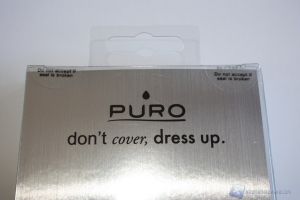 Do not accept if
seal is broken
Do not accept if
seal is broken
PURO
don't cover, dress up.